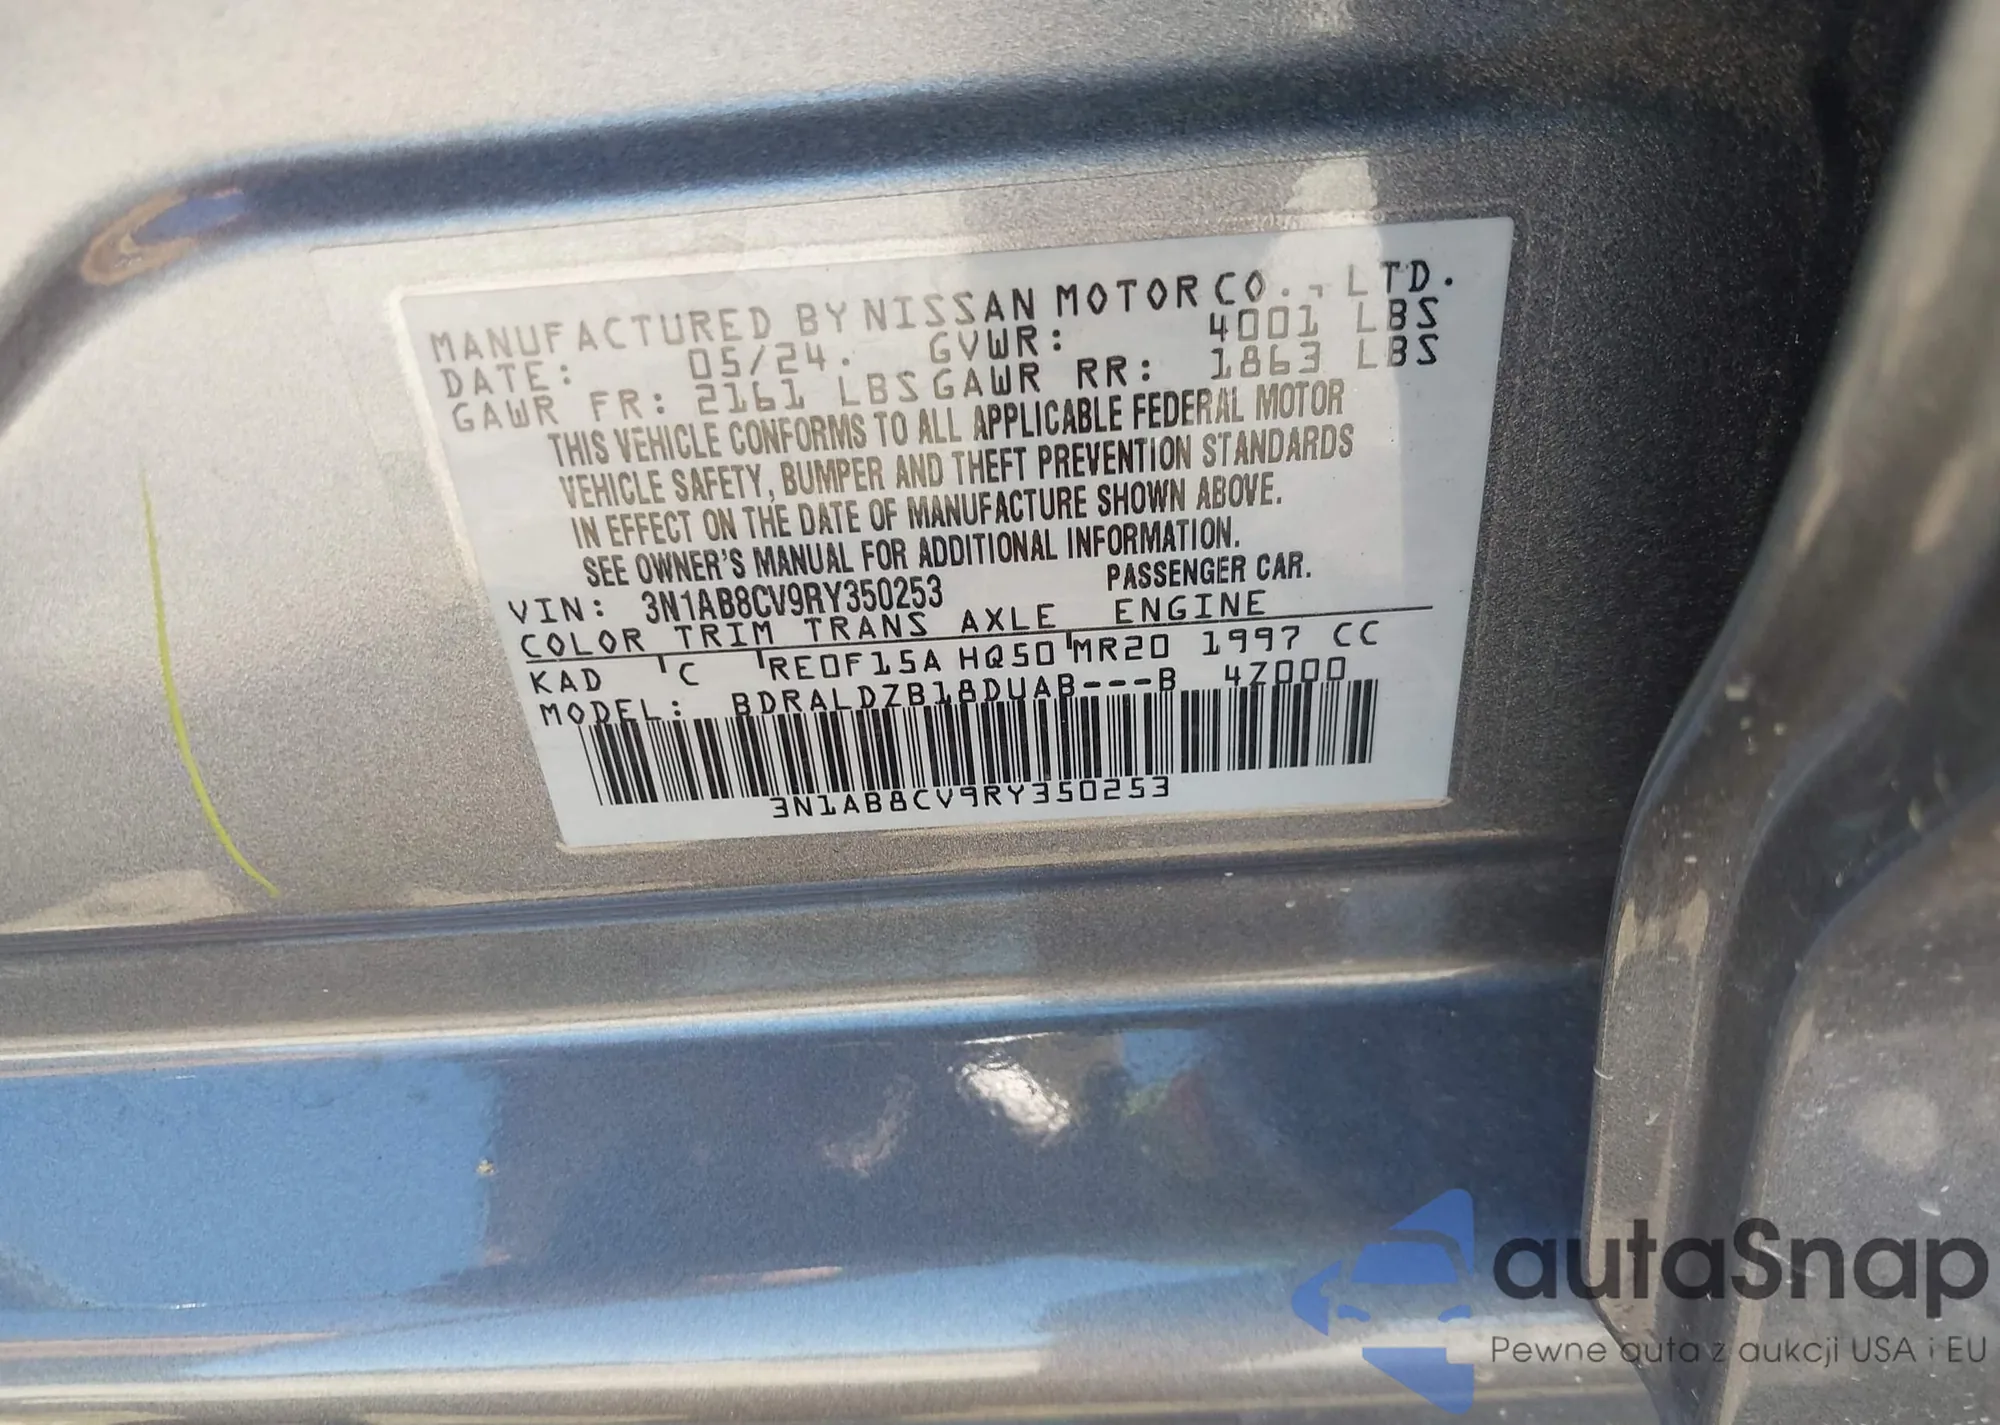 MANUFACTURED BY NISSAN MOTOR CO., LTD.
DATE: 05/24. GVWR: 4001 LBS
GAWR FR: 2161 LBS GAWR RR: 1863 LBS
THIS VEHICLE CONFORMS TO ALL APPLICABLE FEDERAL MOTOR
VEHICLE SAFETY, BUMPER AND THEFT PREVENTION STANDARDS
IN EFFECT ON THE DATE OF MANUFACTURE SHOWN ABOVE.
SEE OWNER'S MANUAL FOR ADDITIONAL INFORMATION.
VIN: 3N1AB8CV9RY350253 PASSENGER CAR.
COLOR TRIM TRANS AXLE ENGINE
KAD C RE0F15A HQ50 MR20 1997 CC
MODEL: BDRALDZB18DUAB---B 4Z000
3N1AB8CV9RY350253
autaSnap
Pewne auta z aukcji USA i EU